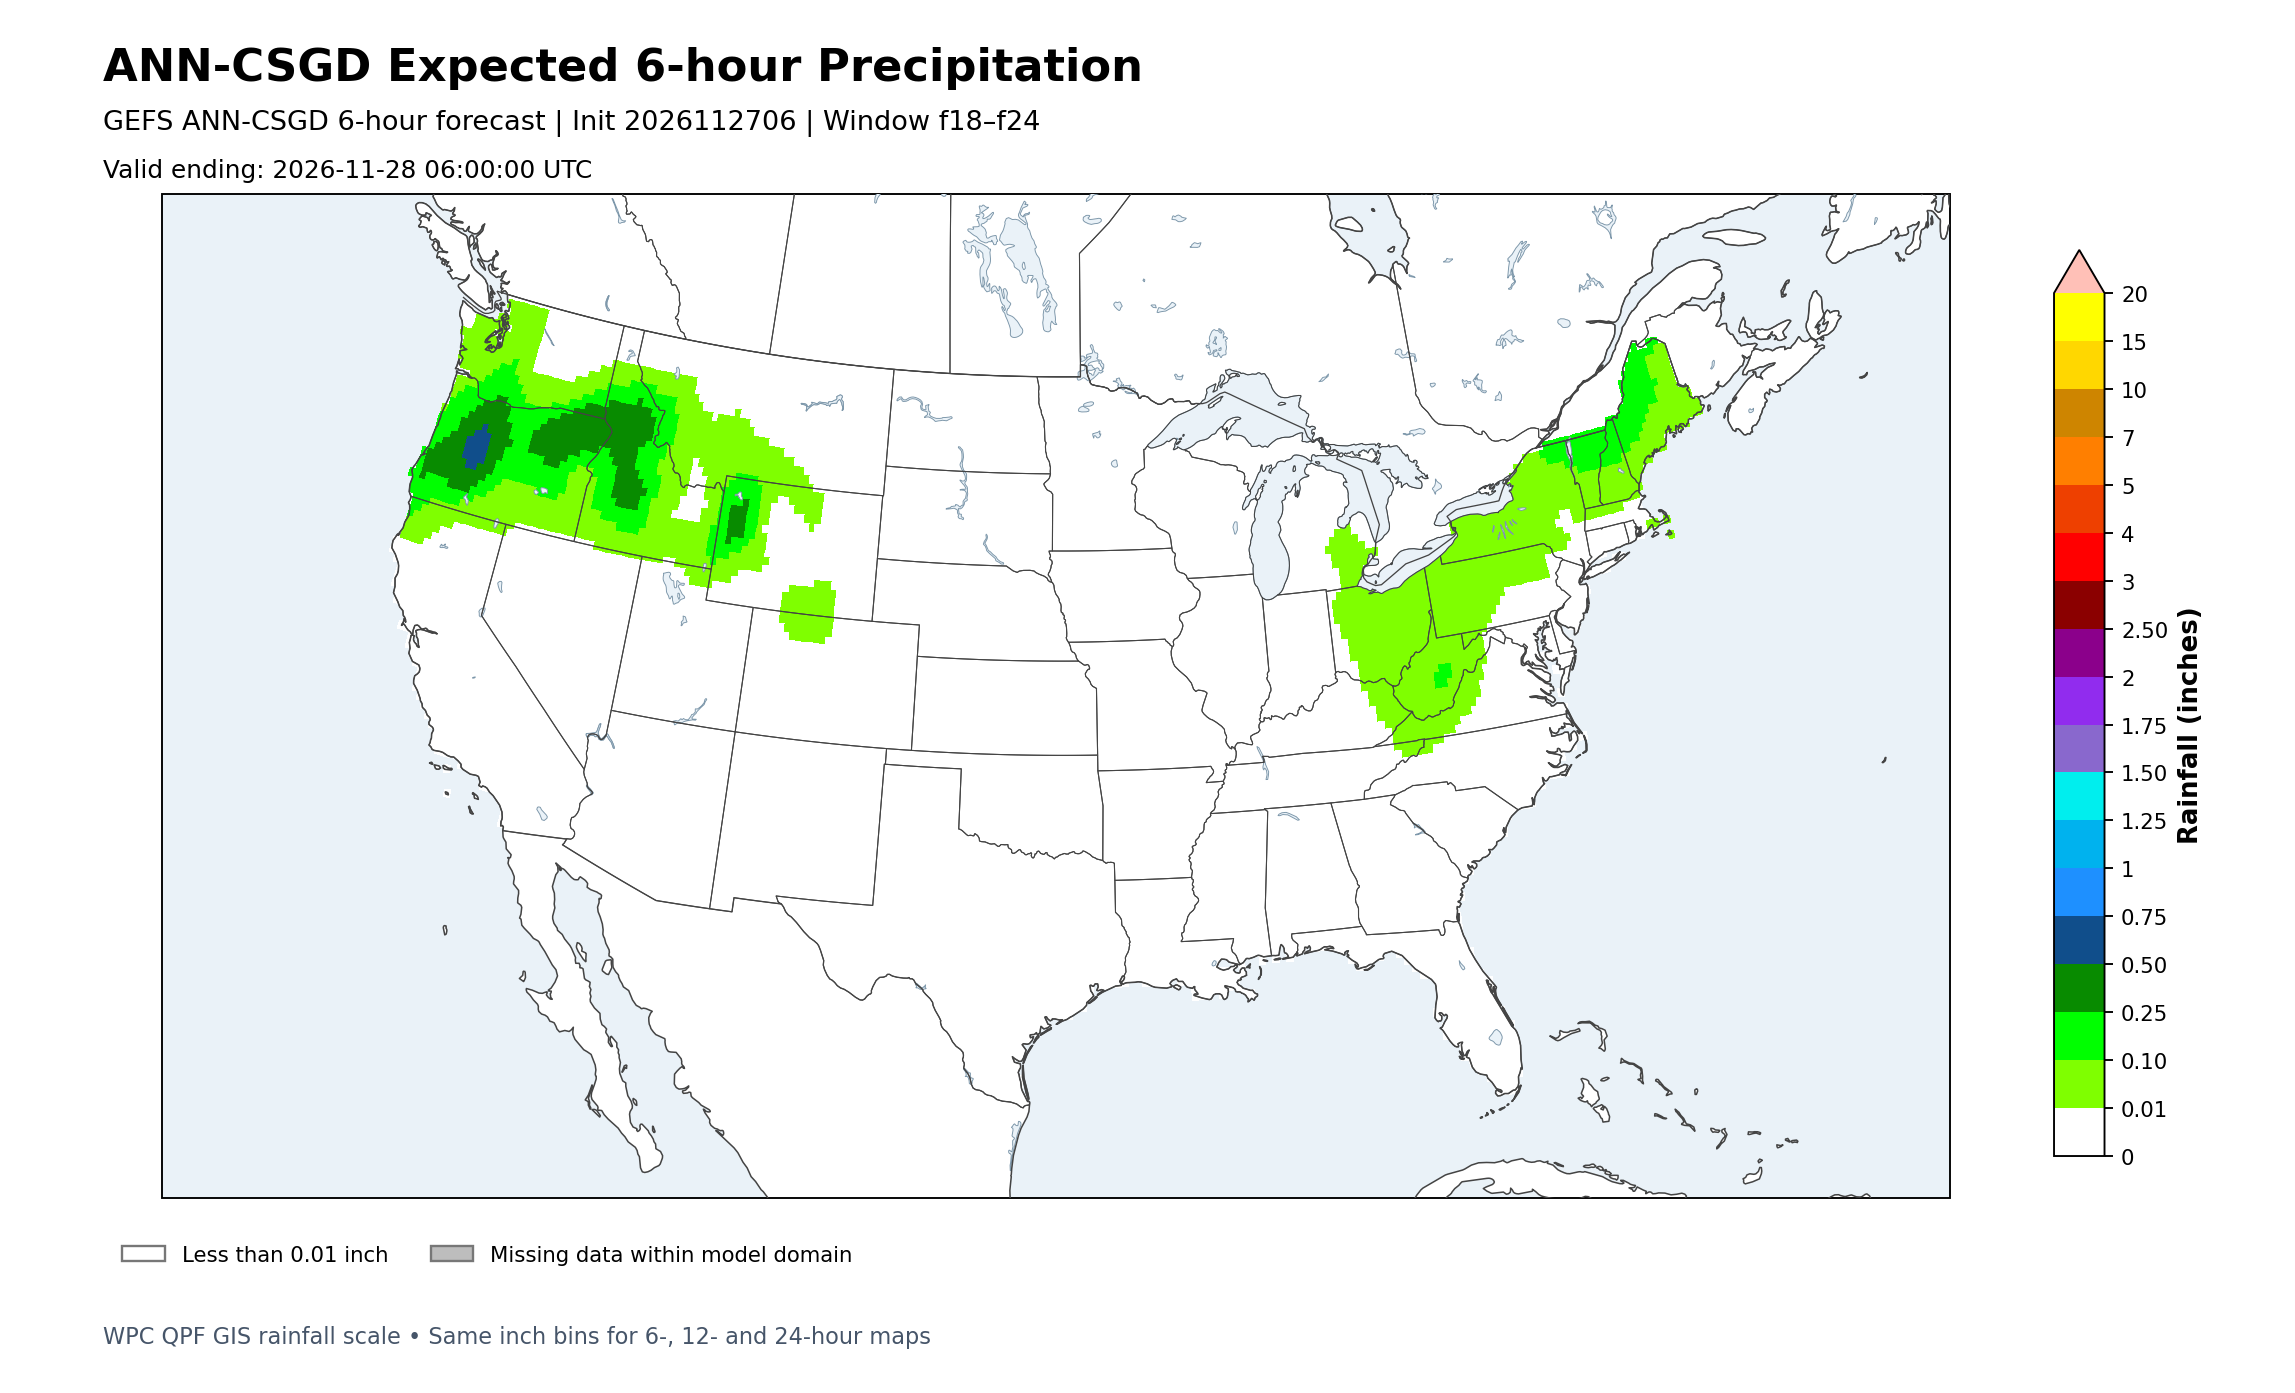 ANN-CSGD Expected 6-hour Precipitation
GEFS ANN-CSGD 6-hour forecast | Init 2026112706 | Window f18–f24
Valid ending: 2026-11-28 06:00:00 UTC
20
15
10
7
5
4
3
2.50
2
1.75
1.50
1.25
1
0.75
0.50
0.25
0.10
0.01
0
Rainfall (inches)
Less than 0.01 inch
Missing data within model domain
WPC QPF GIS rainfall scale • Same inch bins for 6-, 12- and 24-hour maps